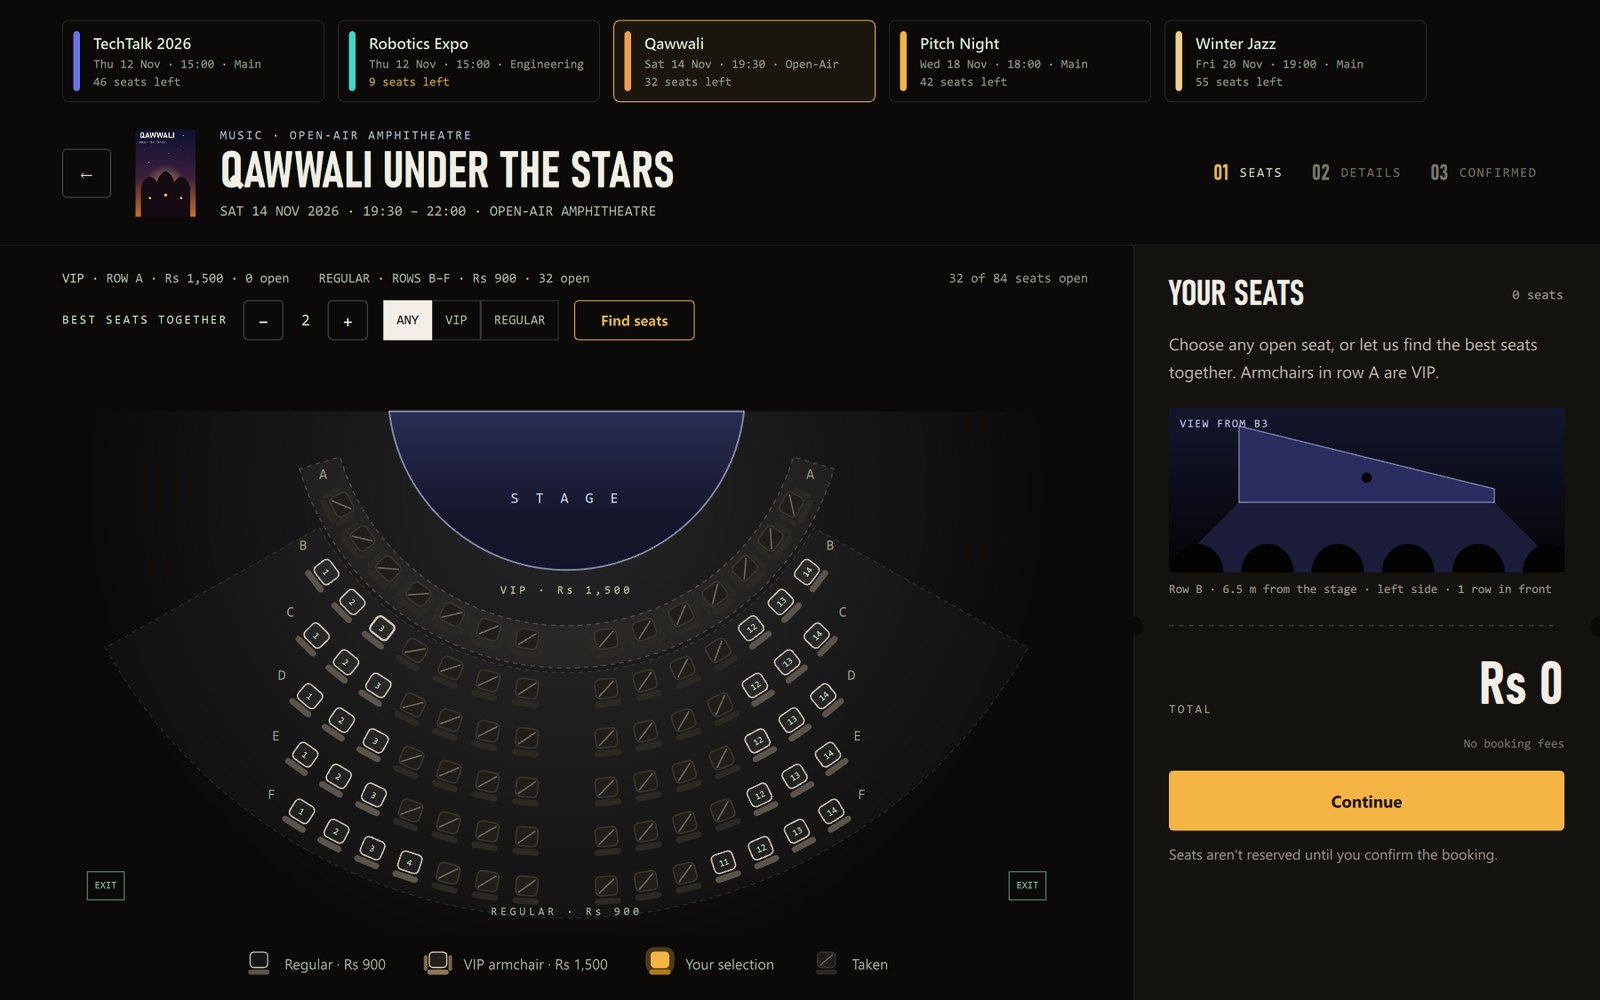 TechTalk 2026
Thu 12 Nov · 15:00 · Main
46 seats left
Robotics Expo
Thu 12 Nov · 15:00 · Engineering
9 seats left
Qawwali
Sat 14 Nov · 19:30 · Open-Air
32 seats left
Pitch Night
Wed 18 Nov · 18:00 · Main
42 seats left
Winter Jazz
Fri 20 Nov · 19:00 · Main
55 seats left
←
QAWWALI
MUSIC · OPEN-AIR AMPHITHEATRE
QAWWALI UNDER THE STARS
SAT 14 NOV 2026 · 19:30 – 22:00 · OPEN-AIR AMPHITHEATRE
01 SEATS
02 DETAILS
03 CONFIRMED
VIP · ROW A · Rs 1,500 · 0 open
REGULAR · ROWS B–F · Rs 900 · 32 open
32 of 84 seats open
BEST SEATS TOGETHER
− 2 +
ANY VIP REGULAR
Find seats
STAGE
A A
VIP · Rs 1,500
B 1 2 3 12 13 14 B
C 1 2 3 12 13 14 C
D 1 2 3 12 13 14 D
E 1 2 3 12 13 14 E
F 1 2 3 4 11 12 13 14 F
EXIT EXIT
REGULAR · Rs 900
Regular · Rs 900
VIP armchair · Rs 1,500
Your selection
Taken
YOUR SEATS
0 seats
Choose any open seat, or let us find the best seats
together. Armchairs in row A are VIP.
VIEW FROM B3
Row B · 6.5 m from the stage · left side · 1 row in front
TOTAL
Rs 0
No booking fees
Continue
Seats aren't reserved until you confirm the booking.